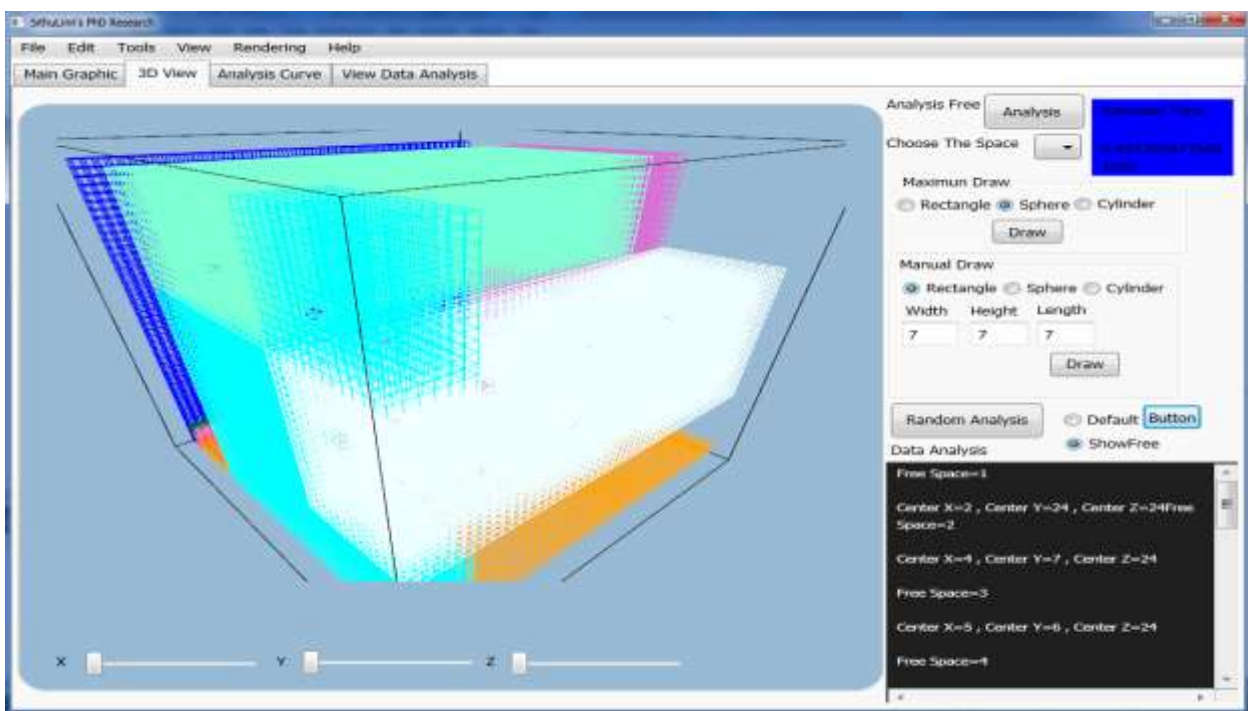 SithuLinn's PhD Research
File Edit Tools View Rendering Help
Main Graphic 3D View Analysis Curve View Data Analysis
Analysis Free Analysis
Choose The Space
Maximun Draw
Rectangle Sphere Cylinder
Draw
Manual Draw
Rectangle Sphere Cylinder
Width Height Length
7 7 7
Draw
Random Analysis Default Button
ShowFree
Data Analysis
Free Space=1
Center X=2 , Center Y=24 , Center Z=24Free
Space=2
Center X=4 , Center Y=7 , Center Z=24
Free Space=3
Center X=5 , Center Y=6 , Center Z=24
Free Space=4
X Y Z